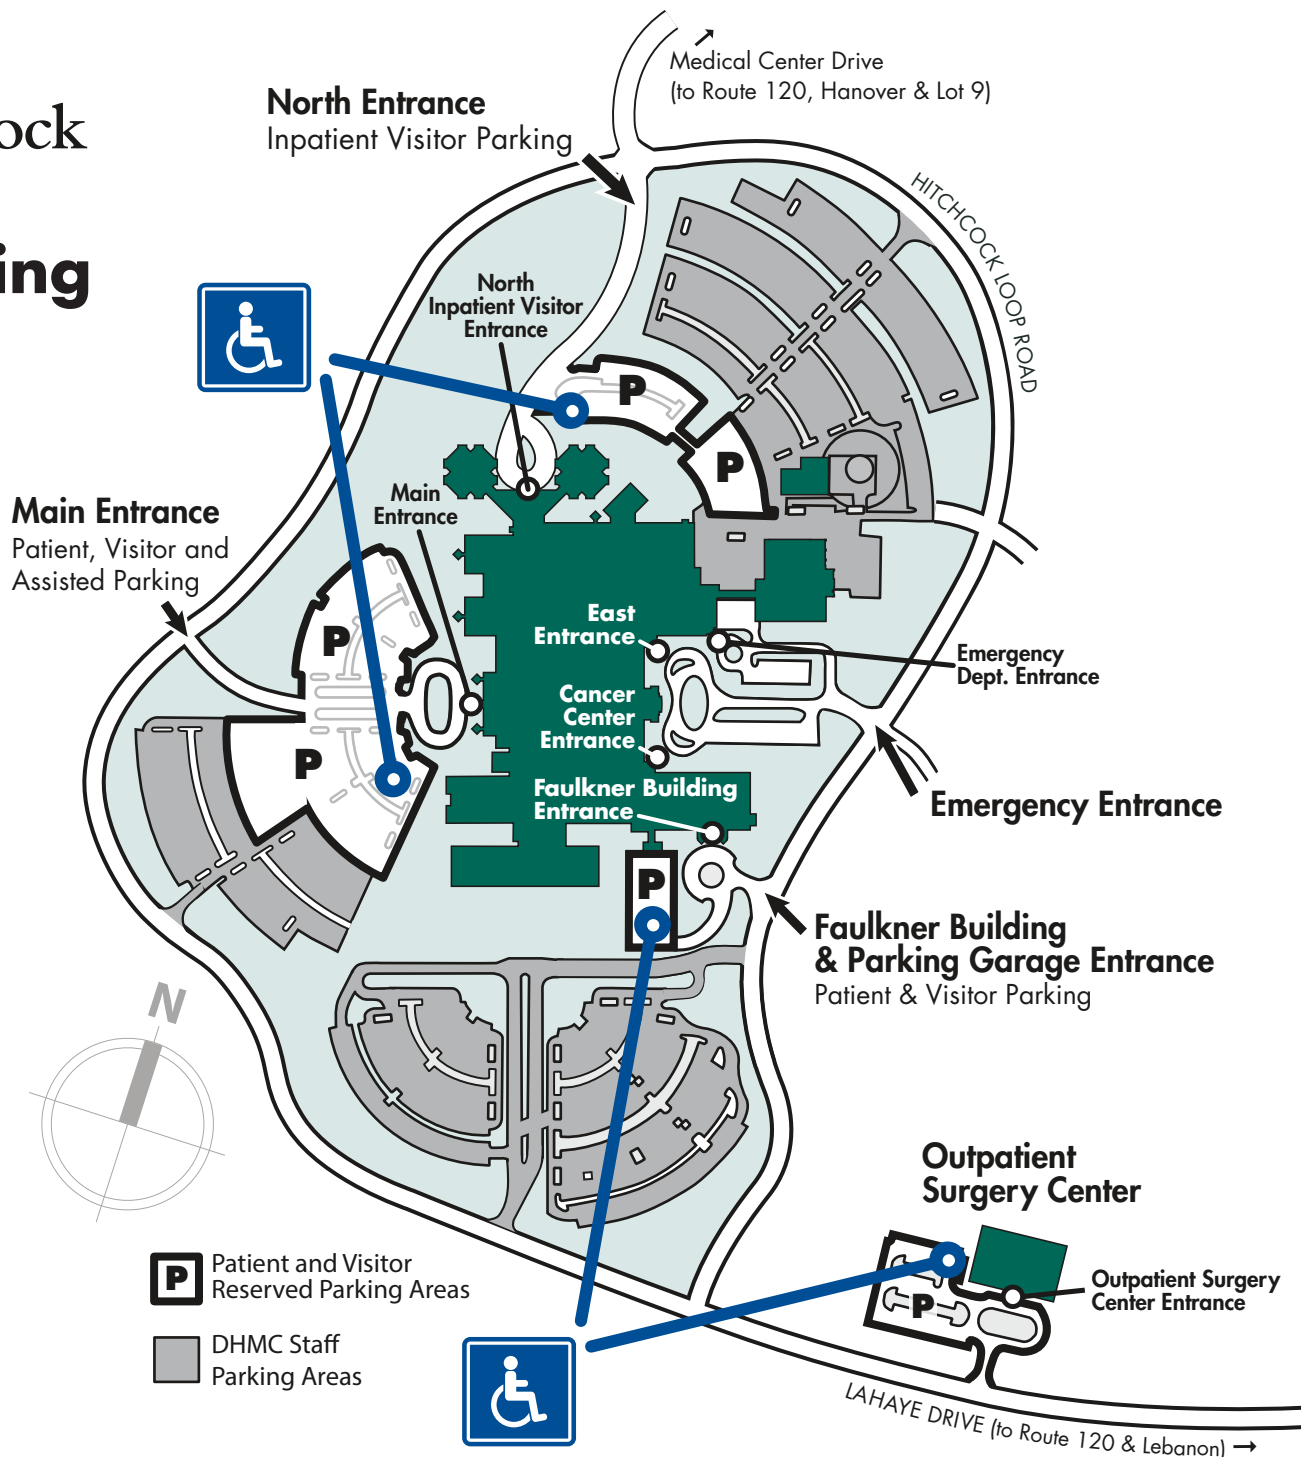 ock
ing
Medical Center Drive
(to Route 120, Hanover & Lot 9)
North Entrance
Inpatient Visitor Parking
HITCHCOCK LOOP ROAD
North
Inpatient Visitor
Entrance
P
P
Main
Entrance
Main Entrance
Patient, Visitor and
Assisted Parking
P
East
Entrance
Emergency
Dept. Entrance
Cancer
Center
Entrance
P
Faulkner Building
Entrance
Emergency Entrance
P
Faulkner Building
& Parking Garage Entrance
Patient & Visitor Parking
N
Outpatient
Surgery Center
P
Patient and Visitor
Reserved Parking Areas
P
Outpatient Surgery
Center Entrance
DHMC Staff
Parking Areas
LAHAYE DRIVE (to Route 120 & Lebanon)